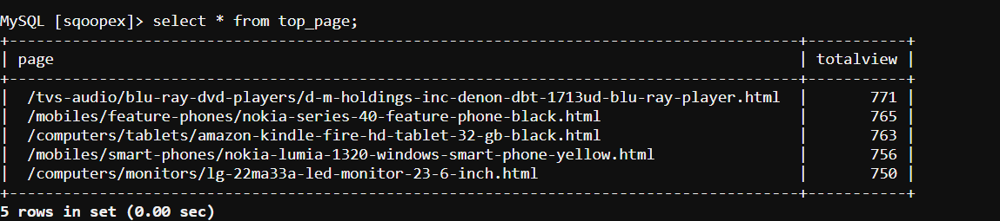 MySQL [sqoopex]> select * from top_page;
+----------------------------------------------------------------------------------------+-----------+
| page                                                                                   | totalview |
+----------------------------------------------------------------------------------------+-----------+
|  /tvs-audio/blu-ray-dvd-players/d-m-holdings-inc-denon-dbt-1713ud-blu-ray-player.html  |       771 |
|  /mobiles/feature-phones/nokia-series-40-feature-phone-black.html                      |       765 |
|  /computers/tablets/amazon-kindle-fire-hd-tablet-32-gb-black.html                      |       763 |
|  /mobiles/smart-phones/nokia-lumia-1320-windows-smart-phone-yellow.html                |       756 |
|  /computers/monitors/lg-22ma33a-led-monitor-23-6-inch.html                             |       750 |
+----------------------------------------------------------------------------------------+-----------+
5 rows in set (0.00 sec)